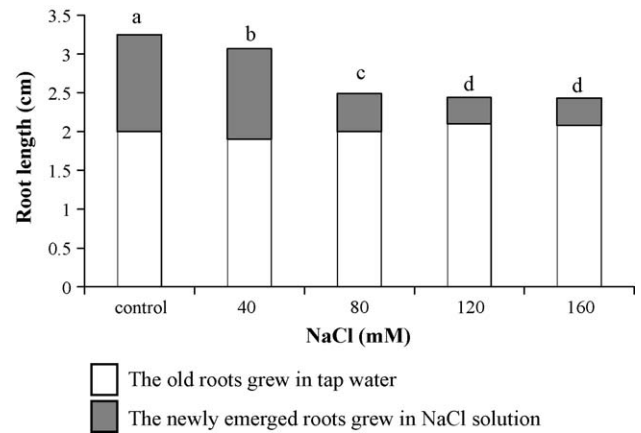 3.5
3
2.5
2
1.5
1
0.5
0
Root length (cm)
a
b
c
d
d
control 40 80 120 160
NaCl (mM)
The old roots grew in tap water
The newly emerged roots grew in NaCl solution